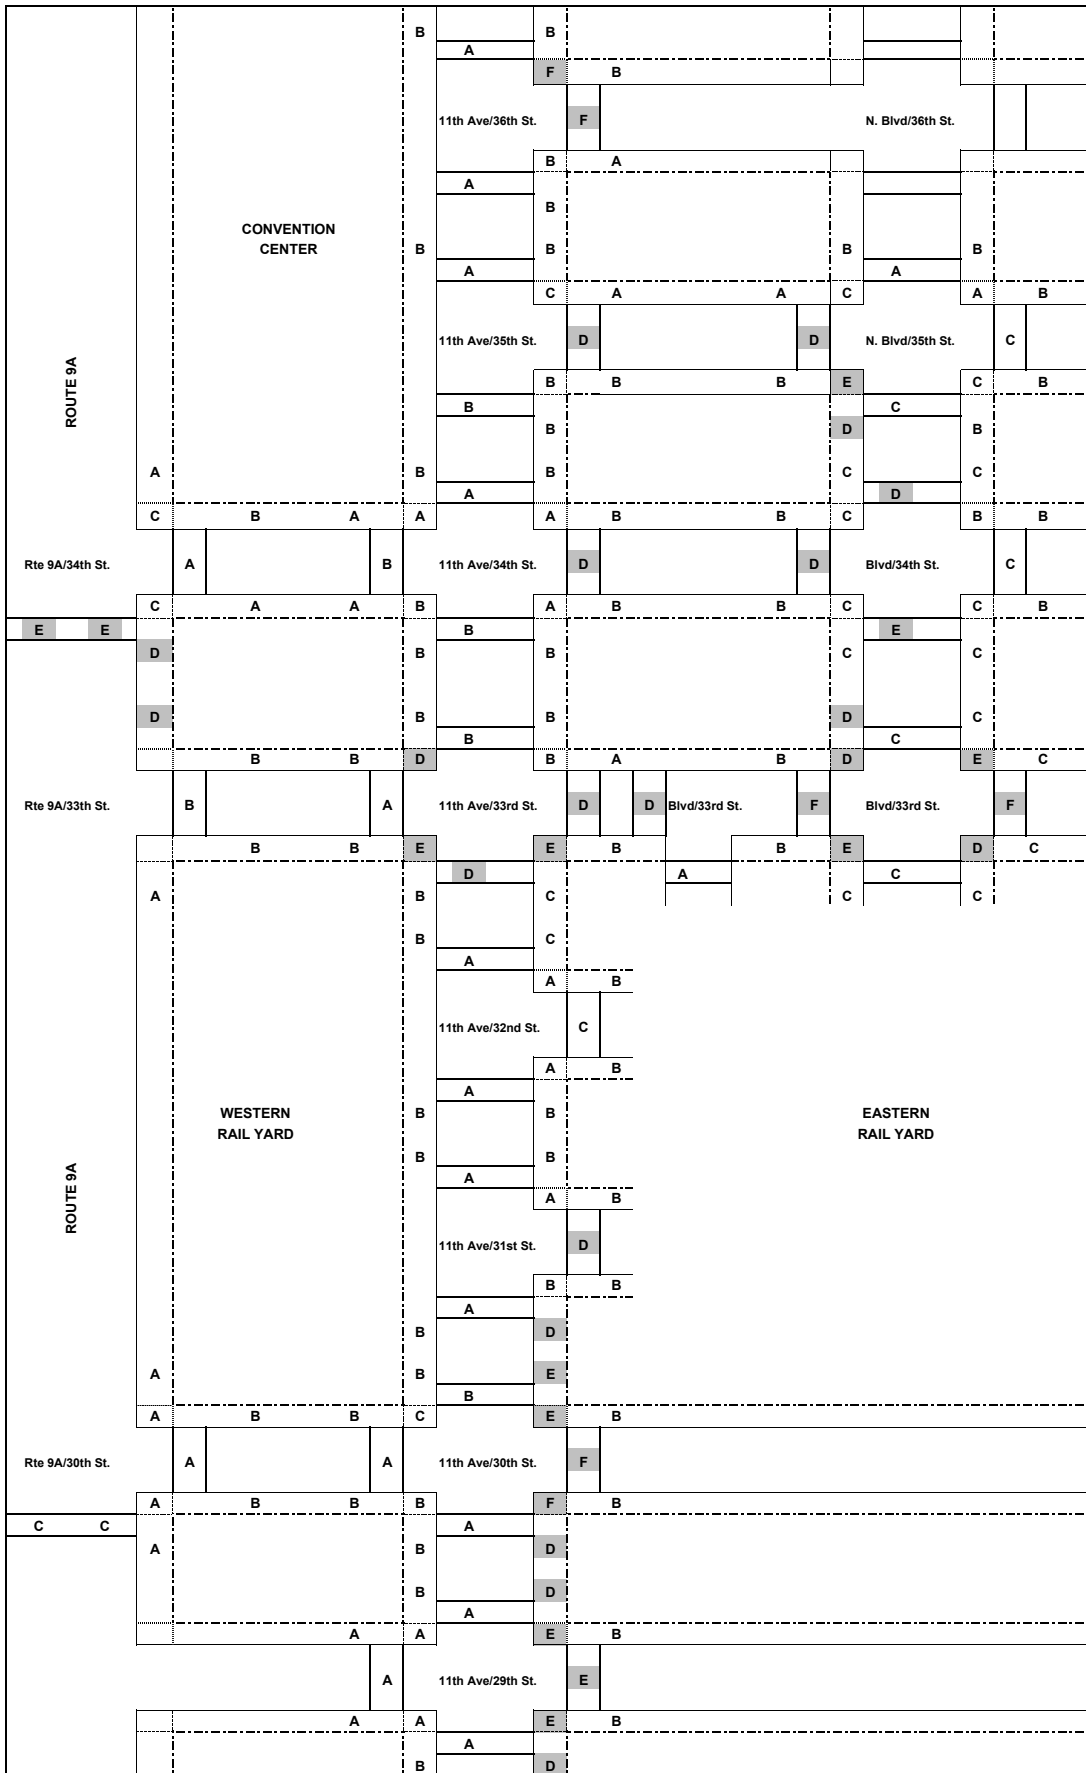 B B
A
F B
11th Ave/36th St. F N. Blvd/36th St.
B A
A
B
CONVENTION
CENTER
B B B B
A A
C A A C A B
11th Ave/35th St. D D N. Blvd/35th St. C
ROUTE 9A
B B B E C B
B C
B D B
A B B C C
A D
C B A A A B B C B B
Rte 9A/34th St. A B 11th Ave/34th St. D D Blvd/34th St. C
C A A B A B B C C B
E E B E
D B B C C
D B B D C
B C
B B D B A B D E C
Rte 9A/33th St. B A 11th Ave/33rd St. D D Blvd/33rd St. F Blvd/33rd St. F
B B E E B B E D C
D A C
A B C C C
B C
A
A B
11th Ave/32nd St. C
A B
A
WESTERN
RAIL YARD
B B
EASTERN
RAIL YARD
B B
A
ROUTE 9A
A B
11th Ave/31st St. D
B B
A
B D
A B E
B
A B B C E B
Rte 9A/30th St. A A 11th Ave/30th St. F
A B B B F B
C C A
A B D
B D
A
A A E B
A 11th Ave/29th St. E
A A E B
A
B D